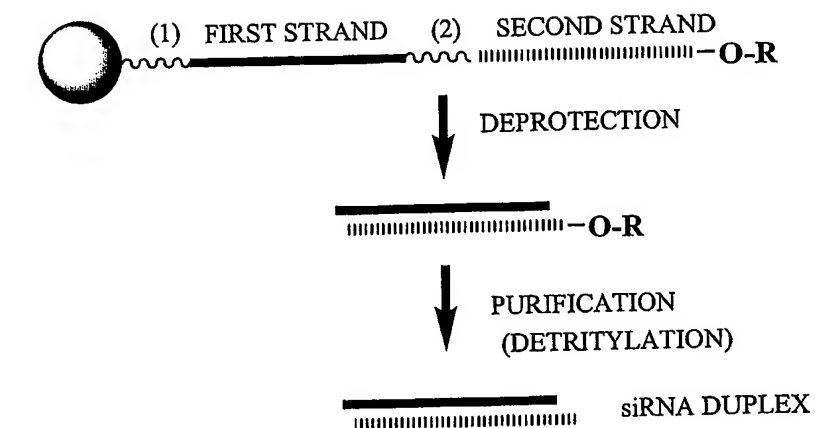 (1) FIRST STRAND (2) SECOND STRAND
O-R
DEPROTECTION
O-R
PURIFICATION
(DETRITYLATION)
siRNA DUPLEX